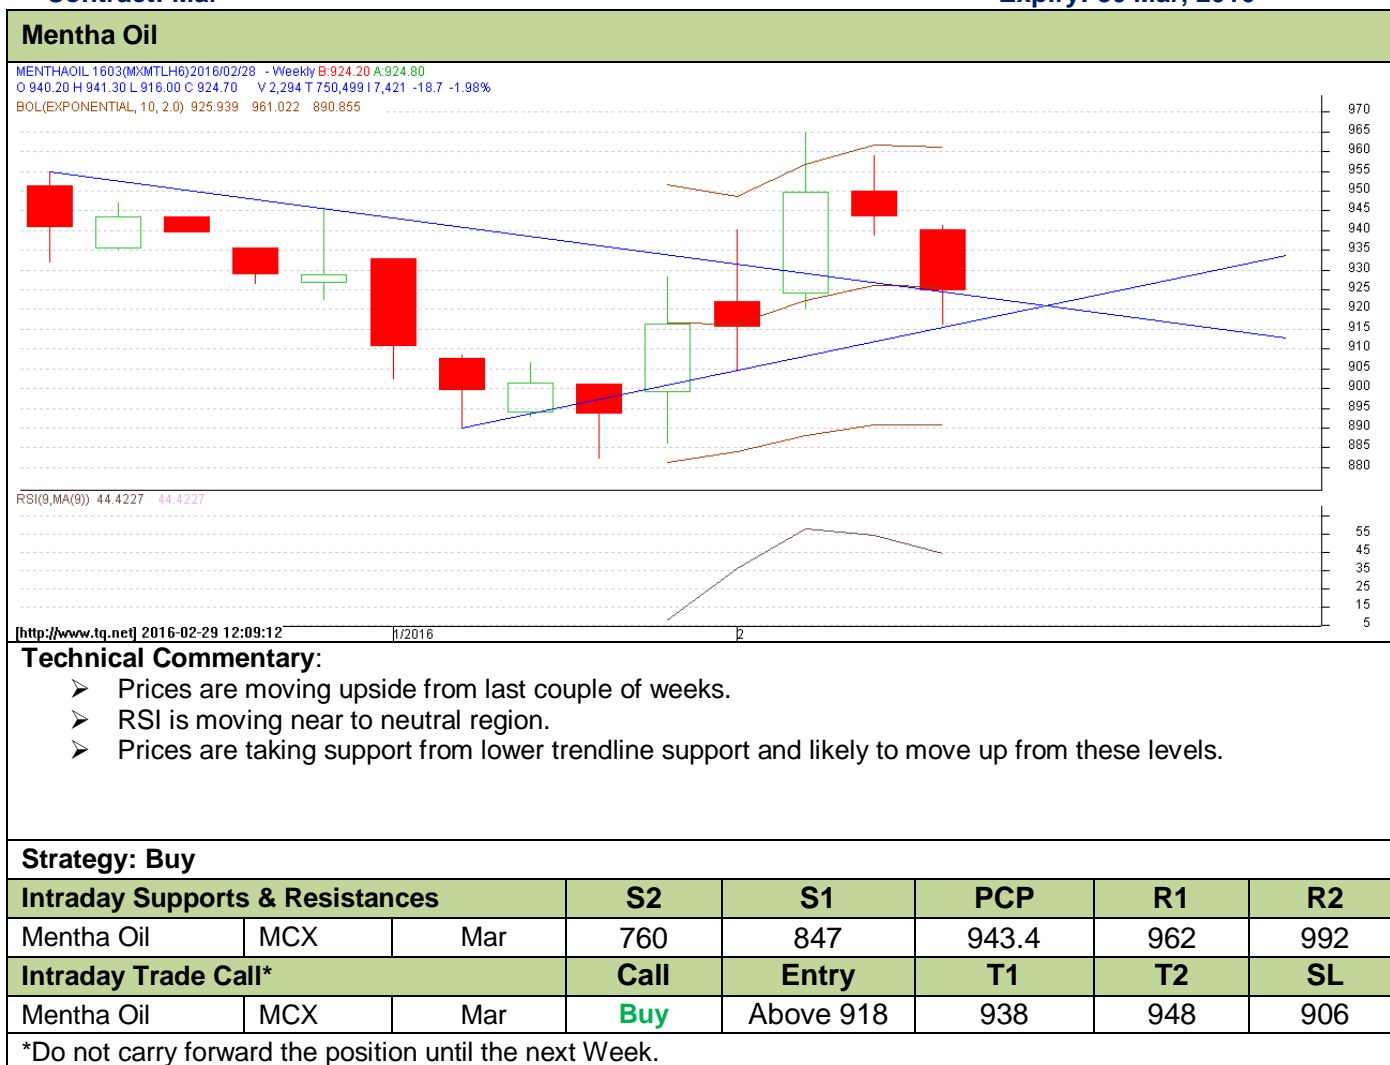 Mentha Oil
MENTHAOIL 1603(MXMTLH6)2016/02/28 - Weekly B:924.20 A:924.80
O 940.20 H 941.30 L 916.00 C 924.70 V 2,294 T 750,499 I 7,421 -18.7 -1.98%
BOL(EXPONENTIAL, 10, 2.0) 925.939 961.022 890.855
970
965
960
955
950
945
940
935
930
925
920
915
910
905
900
895
890
885
880
RSI(9,MA(9)) 44.4227 44.4227
55
45
35
25
15
5
[http://www.tq.net] 2016-02-29 12:09:12 1/2016 2
Technical Commentary:
➢ Prices are moving upside from last couple of weeks.
➢ RSI is moving near to neutral region.
➢ Prices are taking support from lower trendline support and likely to move up from these levels.
Strategy: Buy
Intraday Supports & Resistances S2 S1 PCP R1 R2
Mentha Oil MCX Mar 760 847 943.4 962 992
Intraday Trade Call* Call Entry T1 T2 SL
Mentha Oil MCX Mar Buy Above 918 938 948 906
*Do not carry forward the position until the next Week.